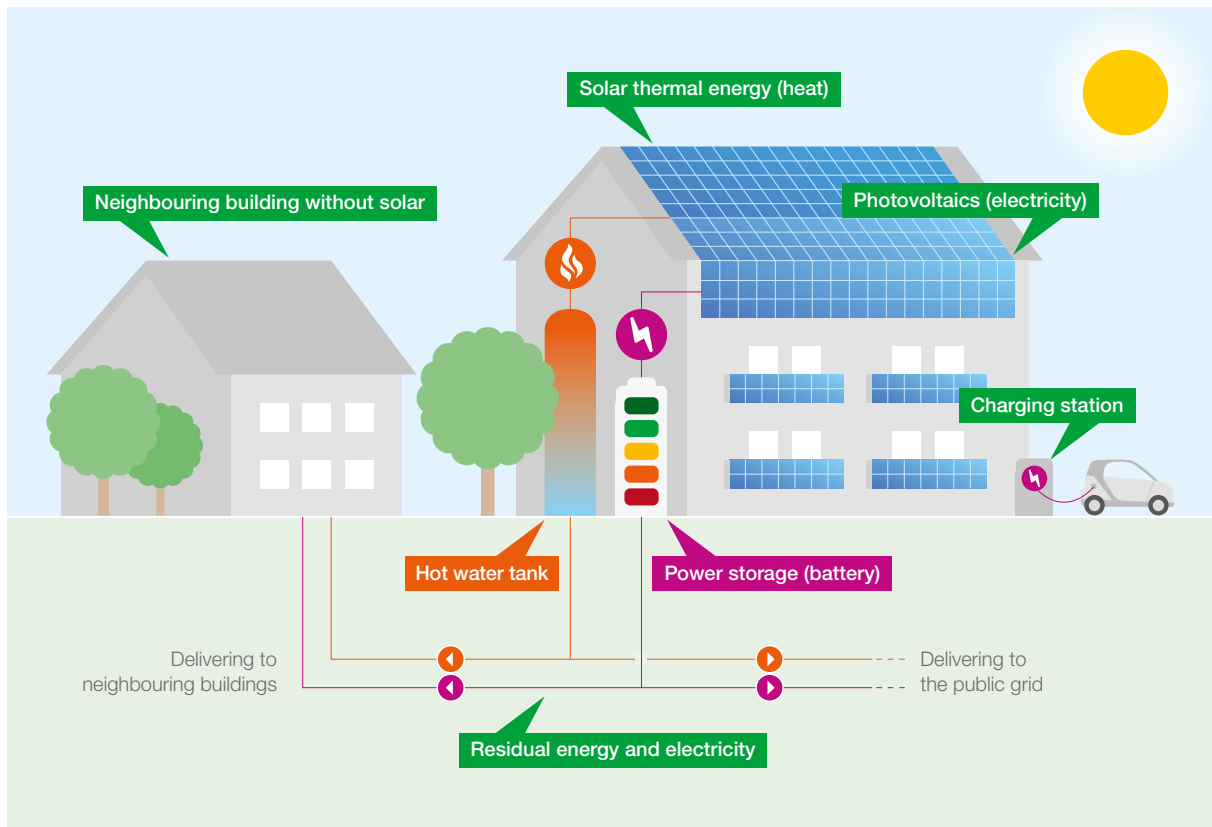 Solar thermal energy (heat)
Neighbouring building without solar
Photovoltaics (electricity)
Charging station
Hot water tank
Power storage (battery)
Delivering to
neighbouring buildings
Delivering to
the public grid
Residual energy and electricity